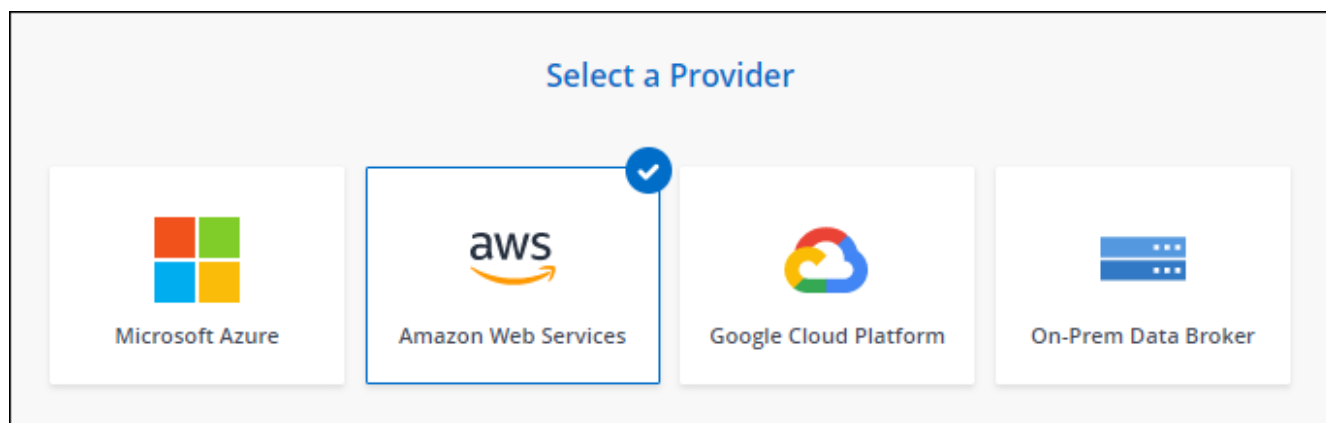 Select a Provider
aws
Microsoft Azure
Amazon Web Services
Google Cloud Platform
On-Prem Data Broker